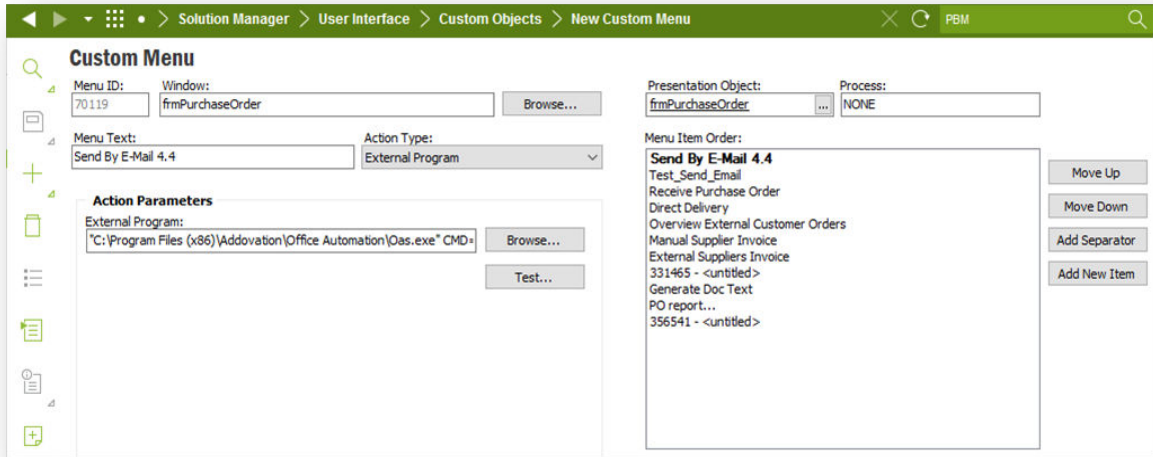 Solution Manager > User Interface > Custom Objects > New Custom Menu
PBM
Custom Menu
Menu ID:
Window:
Presentation Object:
Process:
70119
frmPurchaseOrder
Browse...
frmPurchaseOrder
...
NONE
Menu Text:
Action Type:
Menu Item Order:
Send By E-Mail 4.4
External Program
Send By E-Mail 4.4
Test_Send_Email
Receive Purchase Order
Direct Delivery
Overview External Customer Orders
Manual Supplier Invoice
External Suppliers Invoice
331465 - <untitled>
Generate Doc Text
PO report...
356541 - <untitled>
Move Up
Move Down
Add Separator
Add New Item
Action Parameters
External Program:
"C:\Program Files (x86)\Addovation\Office Automation\Oas.exe" CMD=
Browse...
Test...